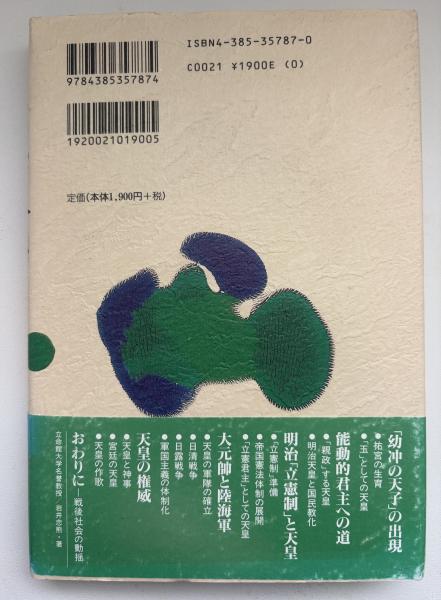 ISBN4-385-35787-0
C0021 ¥1900E (0)
9784385357874
1920021019005
定価(本体1,900円+税)
「幼冲の天子」の出現
●祐宮の生育
●「玉」としての天皇
能動的君主への道
●「親政」する天皇
●明治天皇と国民教化
明治「立憲制」と天皇
●「立憲制」準備
●帝国憲法体制の展開
●「立憲君主」としての天皇
大元帥と陸海軍
●天皇の軍隊の確立
●日清戦争
●日露戦争
●軍国主義の体制化
天皇の権威
●天皇と神事
●宮廷の天皇
●天皇の作歌
おわりに―戦後社会の動揺
立命館大学名誉教授/岩井忠熊・著